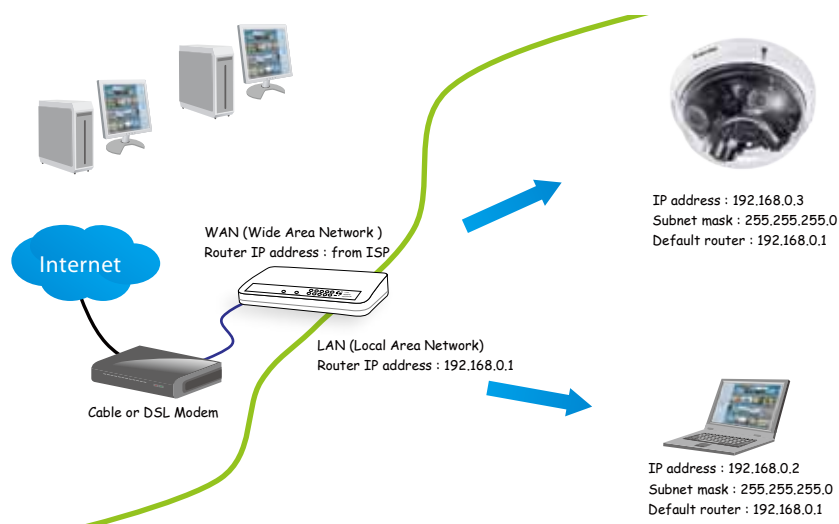 IP address : 192.168.0.3
Subnet mask : 255.255.255.0
Default router : 192.168.0.1
WAN (Wide Area Network )
Router IP address : from ISP
Internet
LAN (Local Area Network)
Router IP address : 192.168.0.1
Cable or DSL Modem
IP address : 192.168.0.2
Subnet mask : 255.255.255.0
Default router : 192.168.0.1